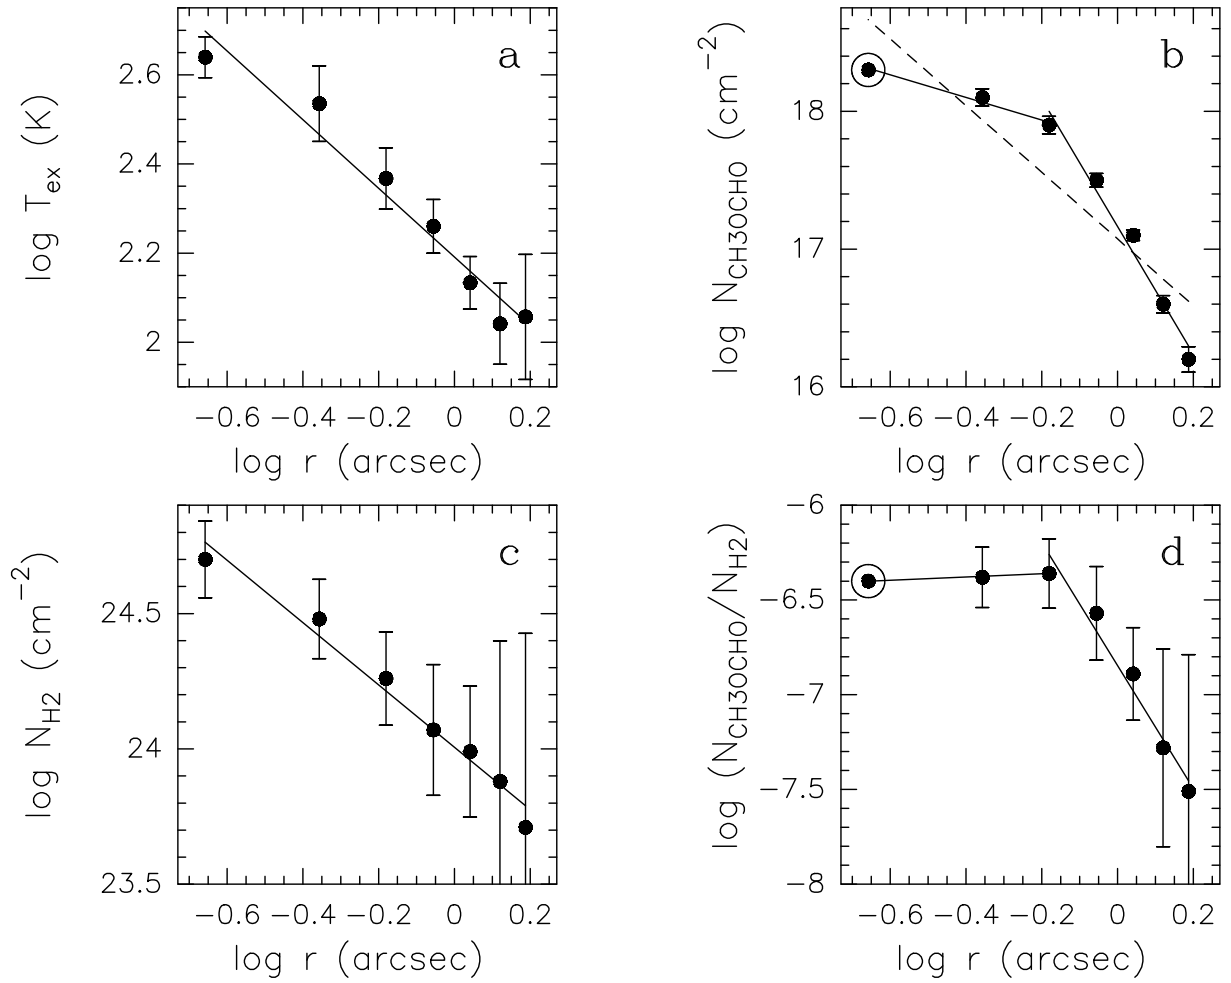 a
log T_ex (K)
2.6
2.4
2.2
2
−0.6 −0.4 −0.2 0 0.2
log r (arcsec)
b
log N_CH3OCHO (cm^−2)
18
17
16
−0.6 −0.4 −0.2 0 0.2
log r (arcsec)
c
log N_H2 (cm^−2)
24.5
24
23.5
−0.6 −0.4 −0.2 0 0.2
log r (arcsec)
d
log (N_CH3OCHO/N_H2)
−6
−6.5
−7
−7.5
−8
−0.6 −0.4 −0.2 0 0.2
log r (arcsec)